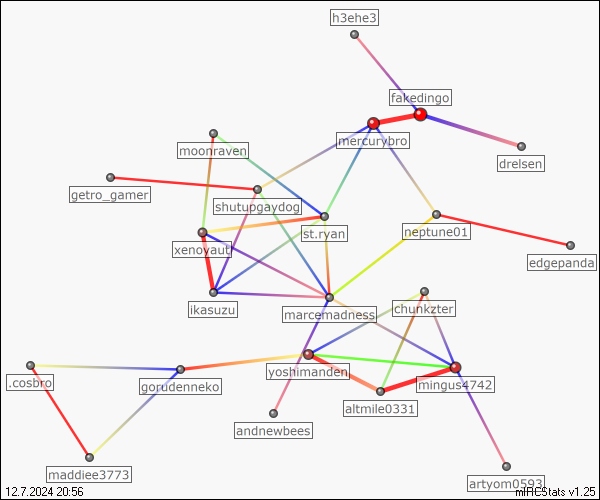 h3ehe3
fakedingo
mercurybro
moonraven
drelsen
getro_gamer
shutupgaydog
st.ryan
neptune01
xenoyaut
edgepanda
ikasuzu
marcemadness
chunkzter
yoshimanden
.cosbro
gorudenneko
mingus4742
altmile0331
andnewbees
maddiee3773
artyom0593
12.7.2024 20:56
mIRCStats v1.25